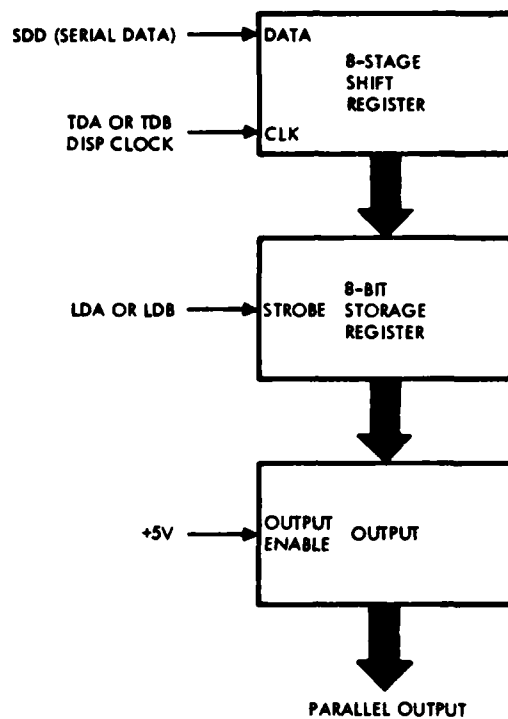 SDD (SERIAL DATA)
DATA
8-STAGE
SHIFT
REGISTER
TDA OR TDB
DISP CLOCK
CLK
LDA OR LDB
STROBE
8-BIT
STORAGE
REGISTER
+5V
OUTPUT
ENABLE
OUTPUT
PARALLEL OUTPUT